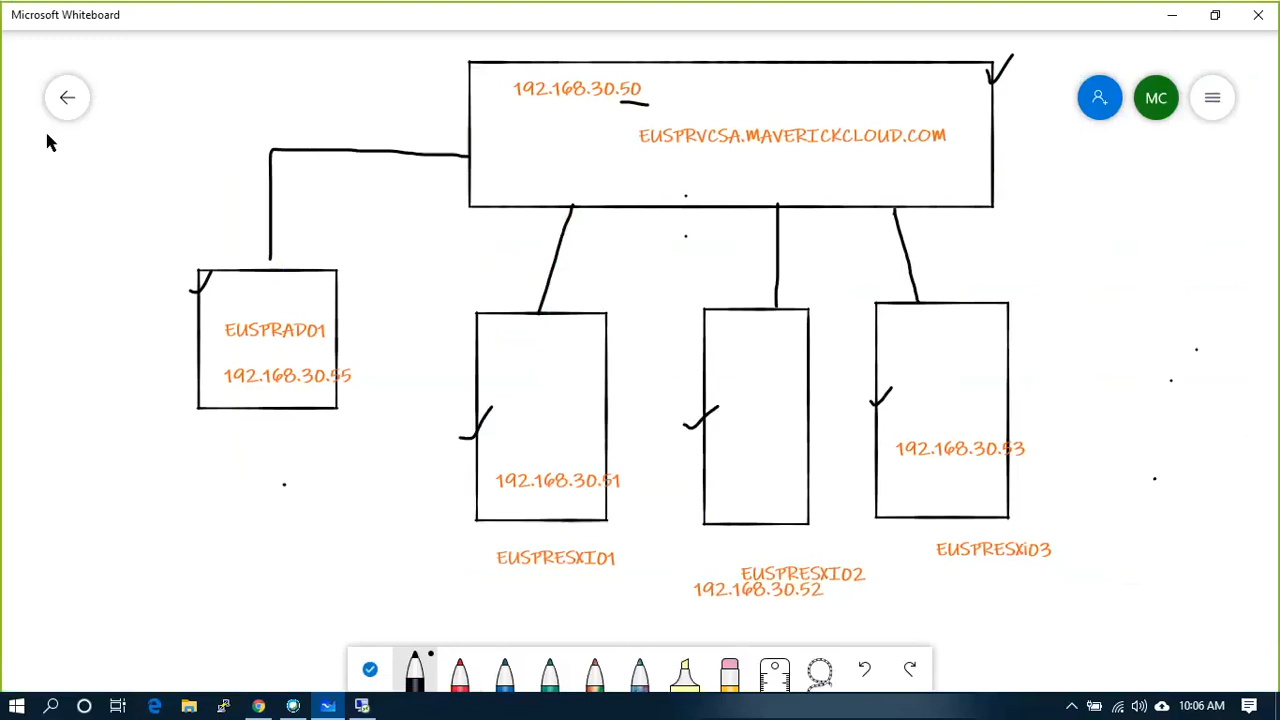 Microsoft Whiteboard
192.168.30.50
EUSPRVCSA.MAVERICKCLOUD.COM
MC
EUSPRAD01
192.168.30.55
192.168.30.51
EUSPRESXI01
EUSPRESXI02
192.168.30.52
192.168.30.53
EUSPRESXi03
10:06 AM